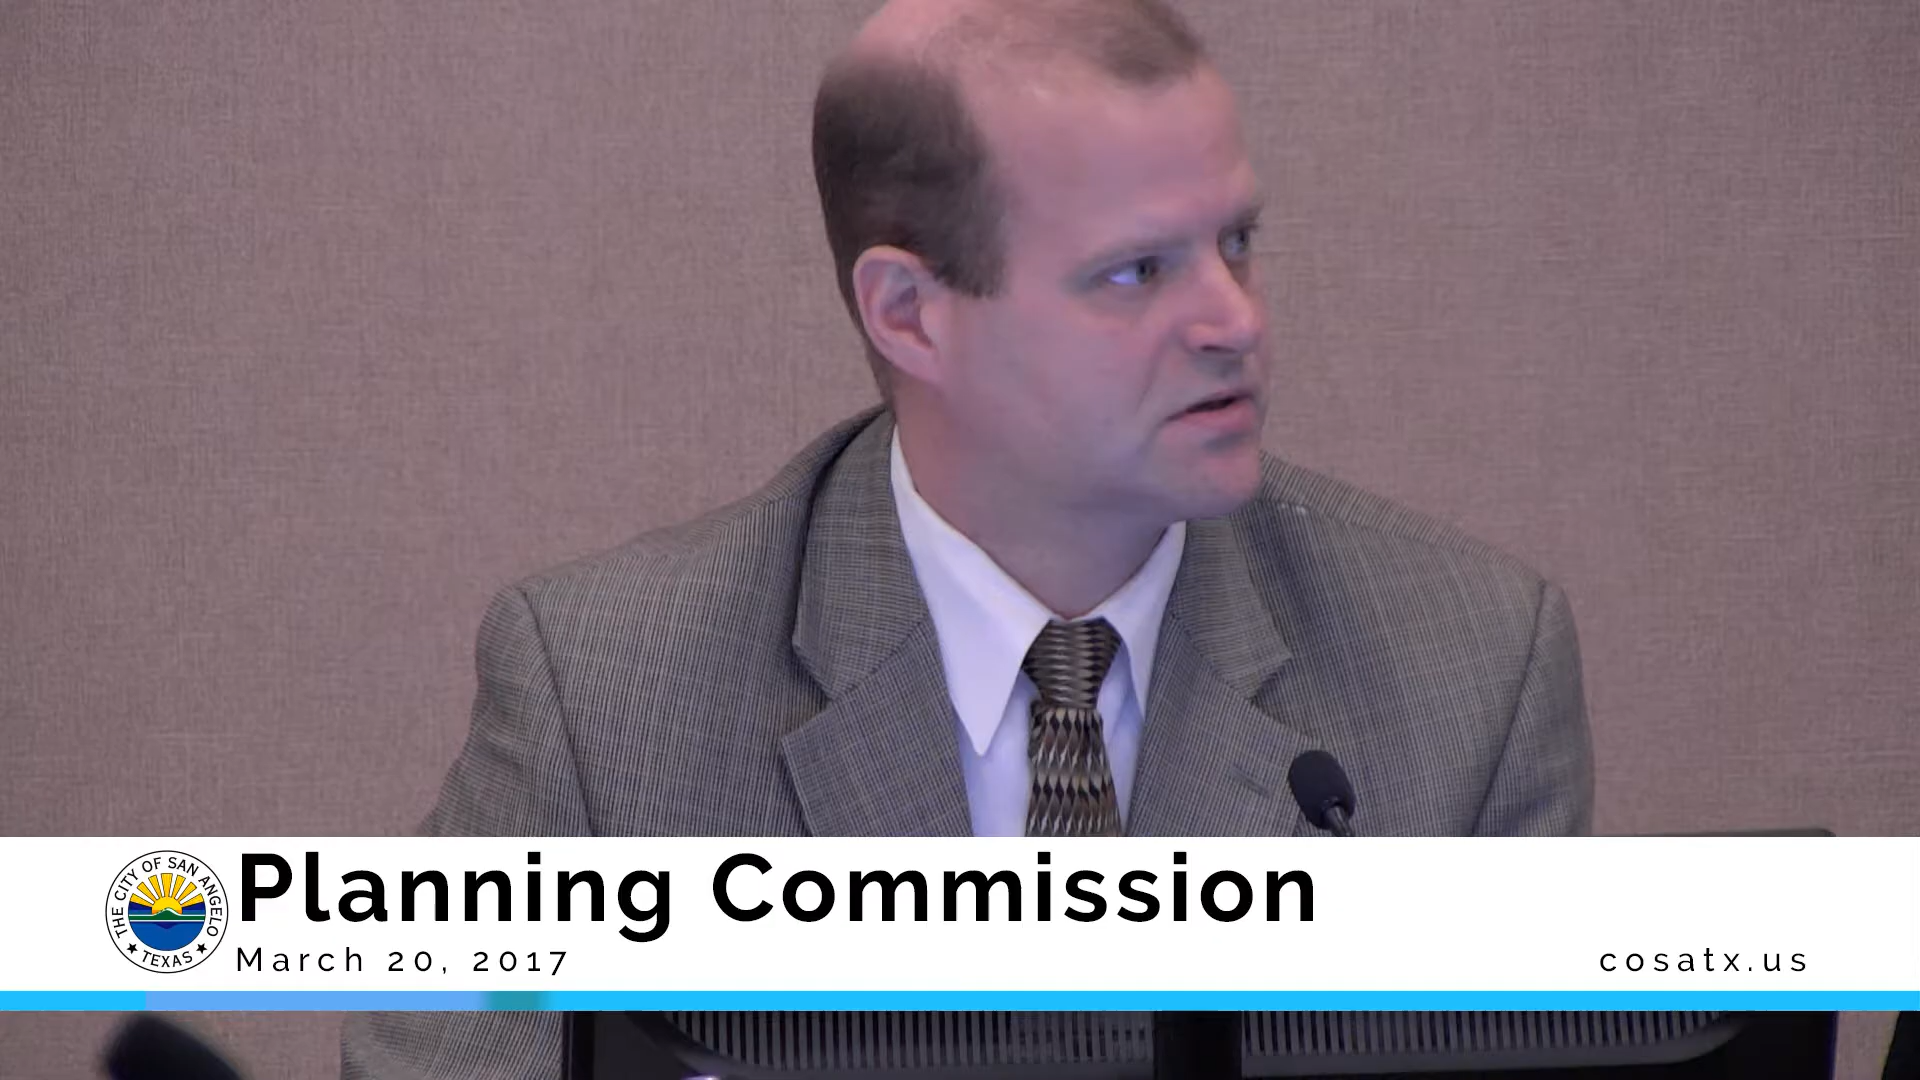 THE CITY OF SAN ANGELO
★ TEXAS ★
Planning Commission
March 20, 2017
cosatx.us